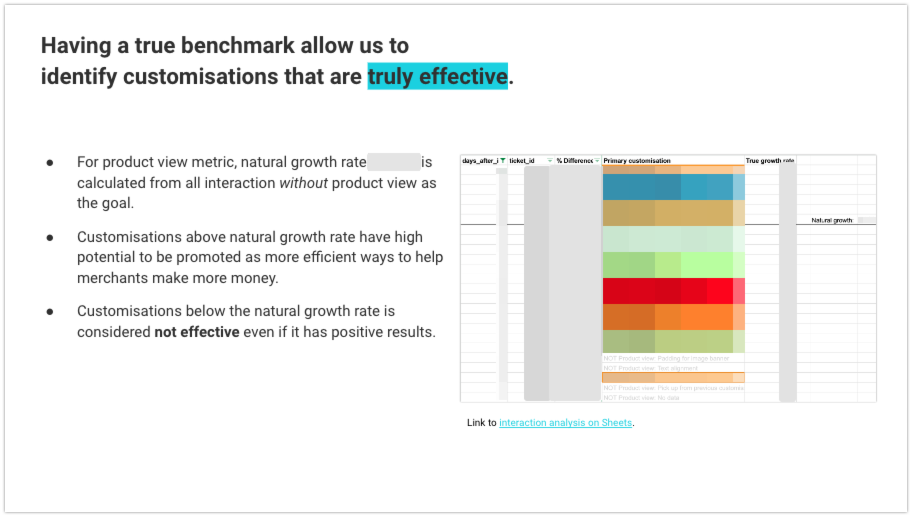 Having a true benchmark allow us to
identify customisations that are truly effective.
● For product view metric, natural growth rate is
calculated from all interaction without product view as
the goal.
● Customisations above natural growth rate have high
potential to be promoted as more efficient ways to help
merchants make more money.
● Customisations below the natural growth rate is
considered not effective even if it has positive results.
days_after_i ticket_id % Difference Primary customisation True growth rate
Natural growth:
NOT Product view: Padding for image banner
NOT Product view: Text alignment
NOT Product view: Pick up from previous customis
NOT Product view: No data
Link to interaction analysis on Sheets.